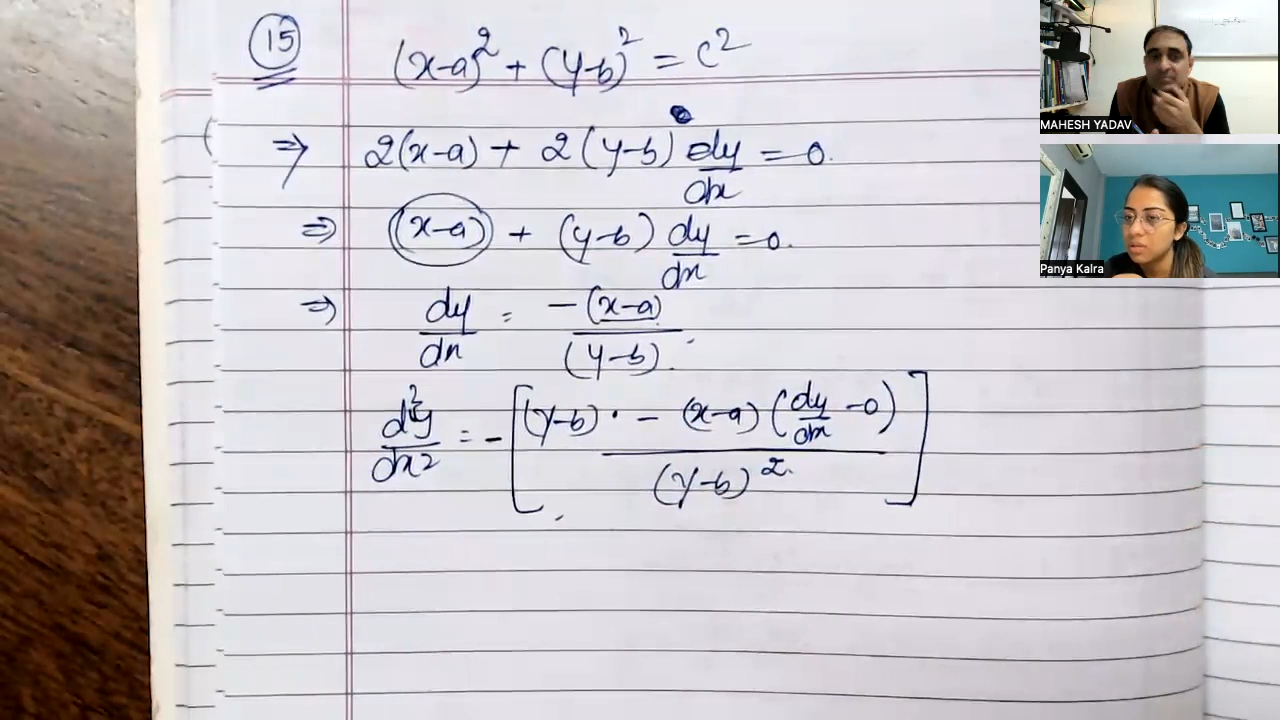 15
(x-a)² + (y-b)² = c²
⇒ 2(x-a) + 2(y-b) dy/dx = 0.
⇒ (x-a) + (y-b) dy/dx = 0.
⇒ dy/dx = -(x-a)/(y-b).
d²y/dx² = -[(y-b)· - (x-a)(dy/dx - 0)/(y-b)²]
MAHESH YADAV
Panya Kalra